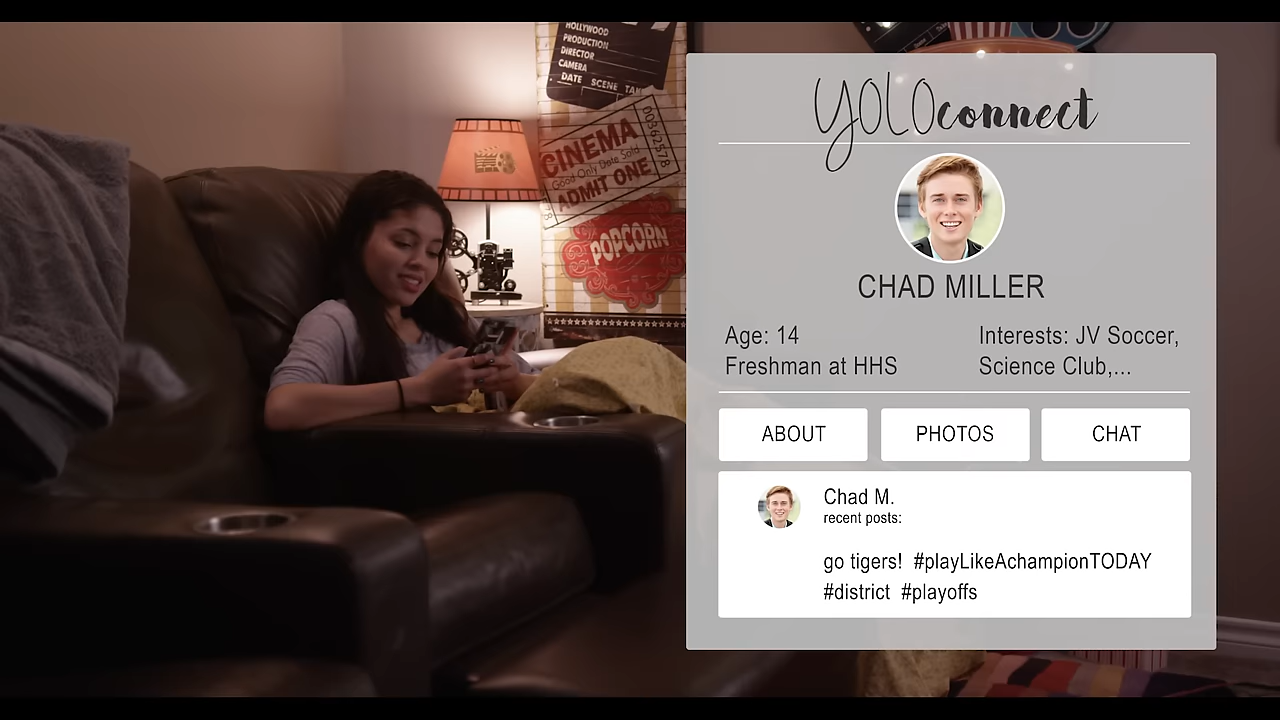 HOLLYWOOD
PRODUCTION
DIRECTOR
CAMERA
DATE SCENE TAK
CINEMA
Good Only Date Sold
ADMIT ONE
00362578
POPCORN
YOLOconnect
CHAD MILLER
Age: 14
Freshman at HHS
Interests: JV Soccer,
Science Club,...
ABOUT
PHOTOS
CHAT
Chad M.
recent posts:
go tigers! #playLikeAchampionTODAY
#district #playoffs